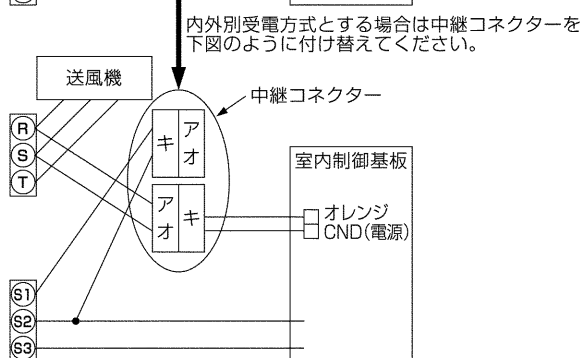 内外別受電方式とする場合は中継コネクターを
下図のように付け替えてください。
送風機
中継コネクター
R
S
T
キ
ア
オ
ア
オ
キ
室内制御基板
オレンジ
CND(電源)
S1
S2
S3